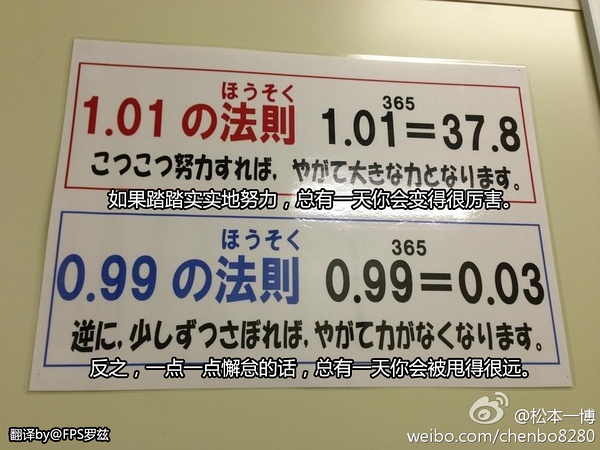 ほうそく
1.01 の法則 1.01 365 = 37.8
こつこつ努力すれば, やがて大きな力となります。
如果踏踏实实地努力，总有一天你会变得很厉害。
ほうそく
0.99 の法則 0.99 365 = 0.03
逆に, 少しずつさぼれば, やがて力がなくなります。
反之，一点一点懈怠的话，总有一天你会被甩得很远。
翻译by@FPS罗兹
@松本一博
weibo.com/chenbo8280